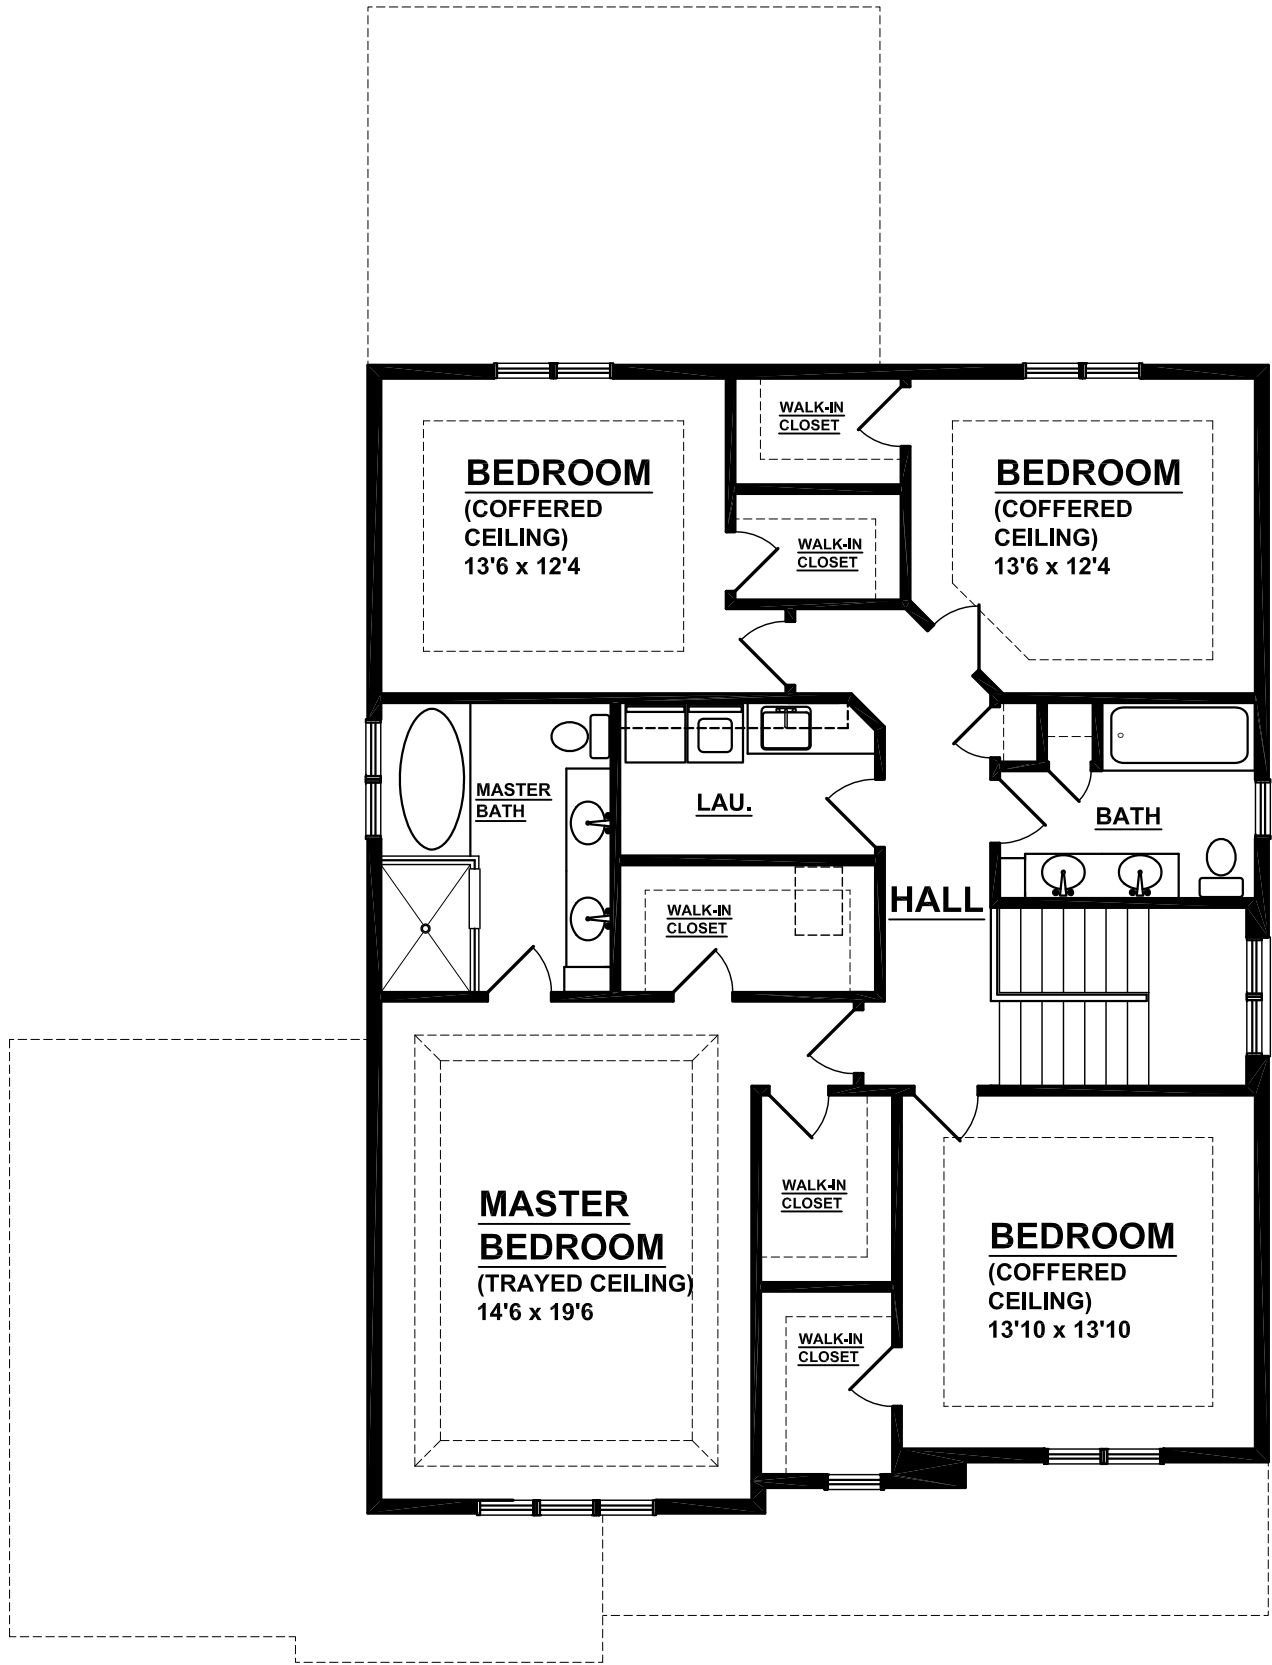 WALK-IN
CLOSET
BEDROOM
(COFFERED
CEILING)
13'6 x 12'4
BEDROOM
(COFFERED
CEILING)
13'6 x 12'4
WALK-IN
CLOSET
MASTER
BATH
LAU.
BATH
HALL
WALK-IN
CLOSET
WALK-IN
CLOSET
MASTER
BEDROOM
(TRAYED CEILING)
14'6 x 19'6
BEDROOM
(COFFERED
CEILING)
13'10 x 13'10
WALK-IN
CLOSET